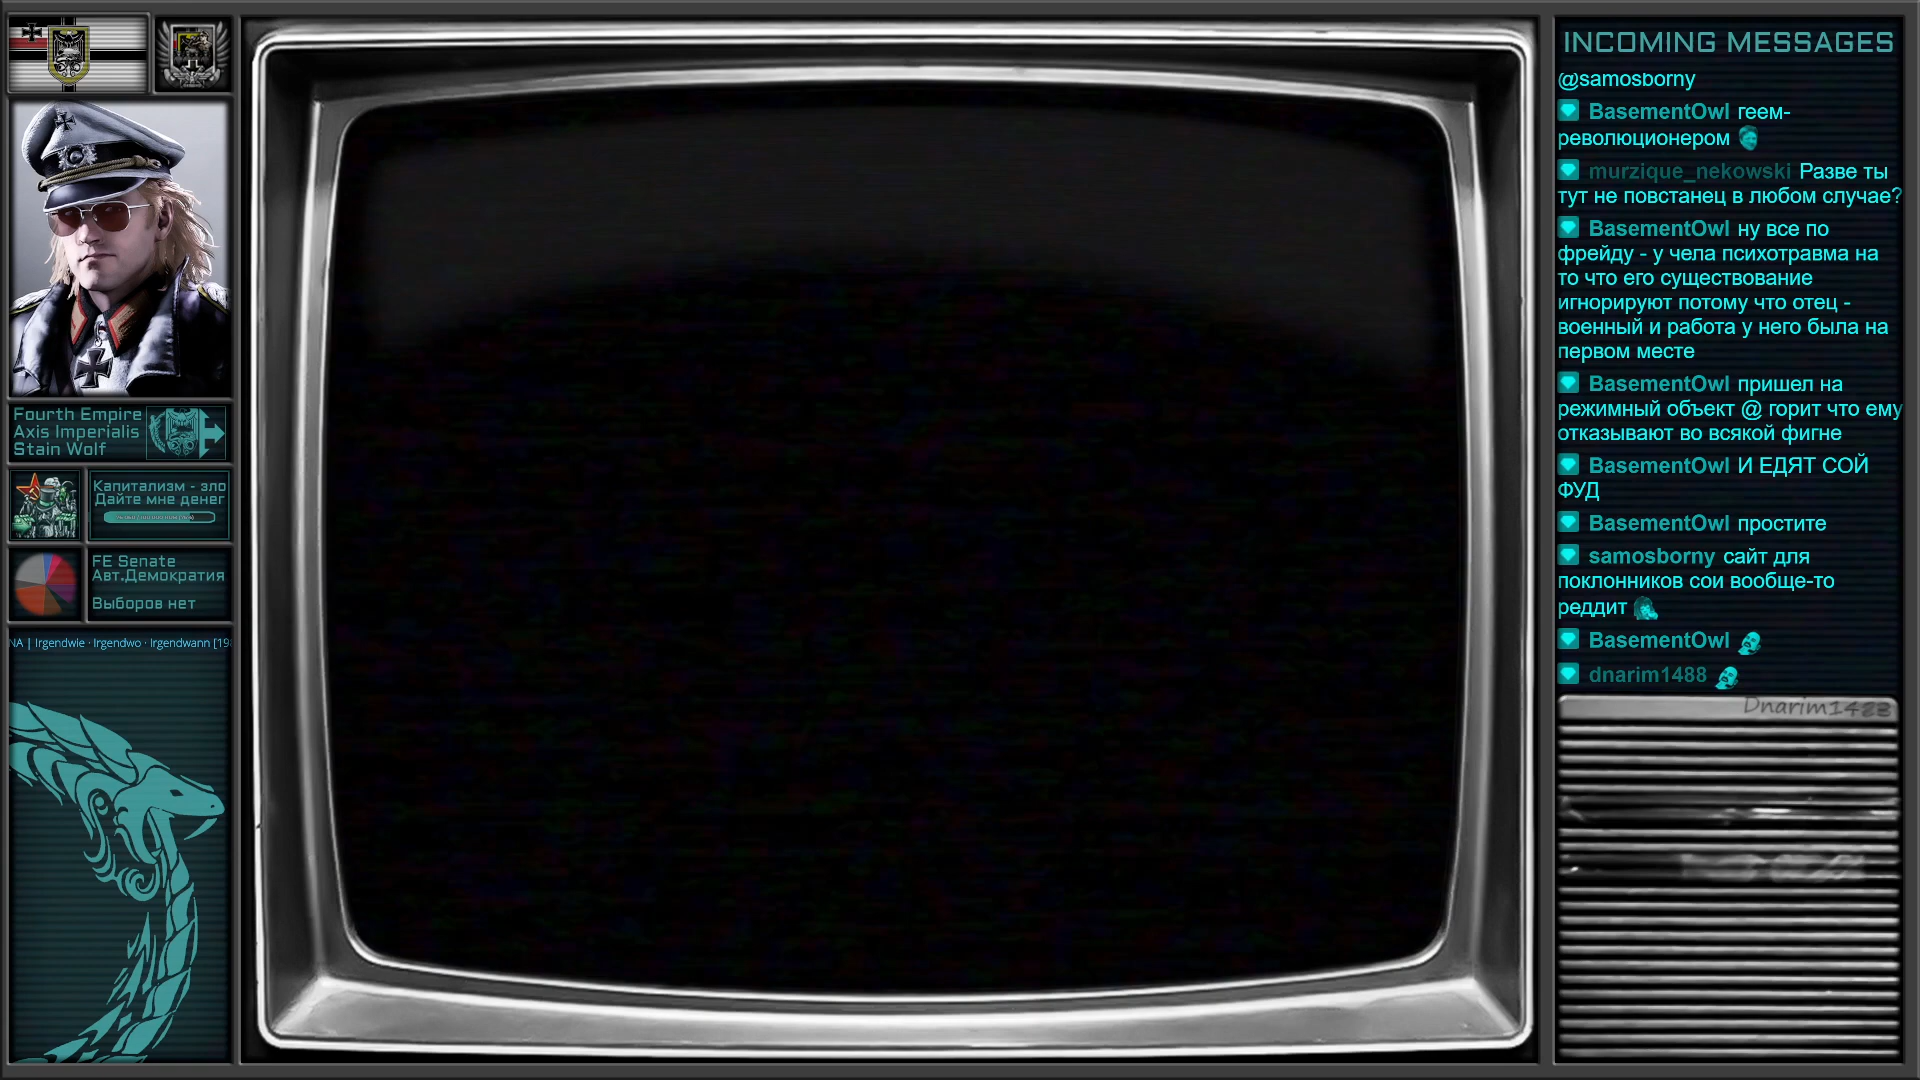 INCOMING MESSAGES
@samosborny
BasementOwl геем-
революционером
murzique_nekowski Разве ты
тут не повстанец в любом случае?
BasementOwl ну все по
фрейду - у чела психотравма на
то что его существование
игнорируют потому что отец -
военный и работа у него была на
первом месте
BasementOwl пришел на
режимный объект @ горит что ему
отказывают во всякой фигне
BasementOwl И ЕДЯТ СОЙ
ФУД
BasementOwl простите
samosborny сайт для
поклонников сои вообще-то
реддит
BasementOwl
dnarim1488
Dnarim1488
Fourth Empire
Axis Imperialis
Stain Wolf
Капитализм - зло
Дайте мне денег
FE Senate
Авт.Демократия
Выборов нет
NA | Irgendwie · Irgendwo · Irgendwann [19